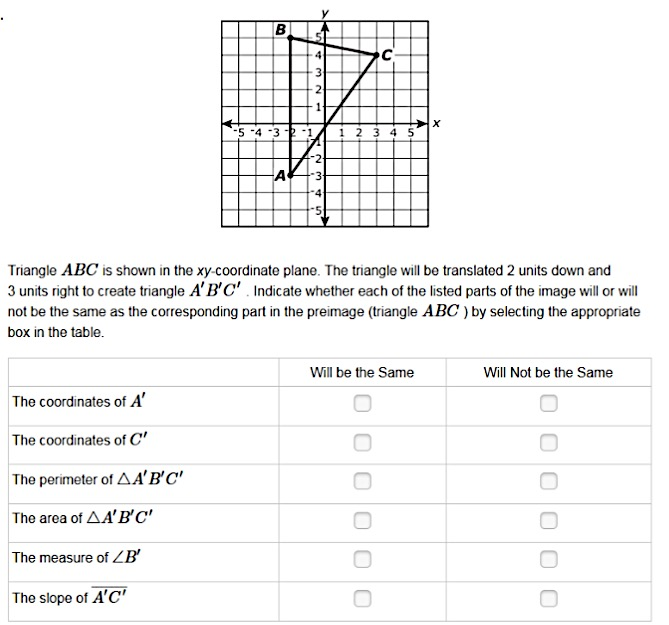 .
y
B
5
4
C
3
2
1
x
-5 -4 -3 -2 -1 1 2 3 4 5
-1
-2
A -3
-4
-5
Triangle ABC is shown in the xy-coordinate plane. The triangle will be translated 2 units down and
3 units right to create triangle A′B′C′ . Indicate whether each of the listed parts of the image will or will
not be the same as the corresponding part in the preimage (triangle ABC ) by selecting the appropriate
box in the table.
Will be the Same Will Not be the Same
The coordinates of A′
The coordinates of C′
The perimeter of △A′B′C′
The area of △A′B′C′
The measure of ∠B′
The slope of A̅′̅C̅′̅